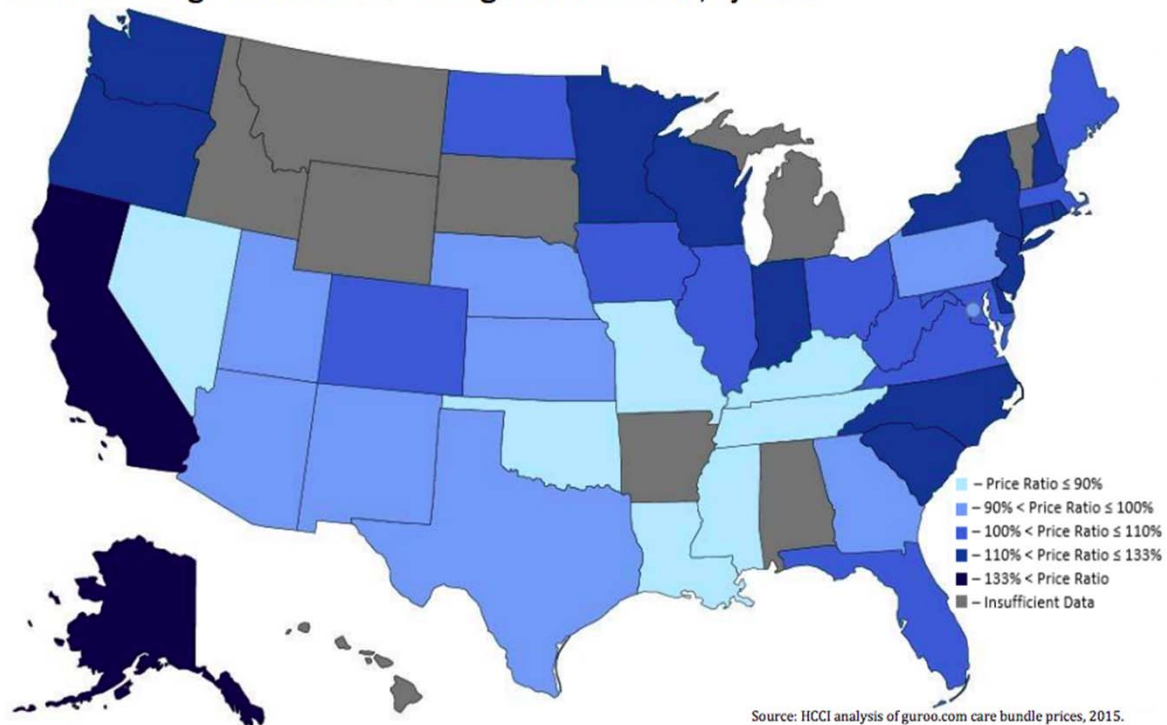 – Price Ratio ≤ 90%
– 90% < Price Ratio ≤ 100%
– 100% < Price Ratio ≤ 110%
– 110% < Price Ratio ≤ 133%
– 133% < Price Ratio
– Insufficient Data
Source: HCCI analysis of guroo.com care bundle prices, 2015.